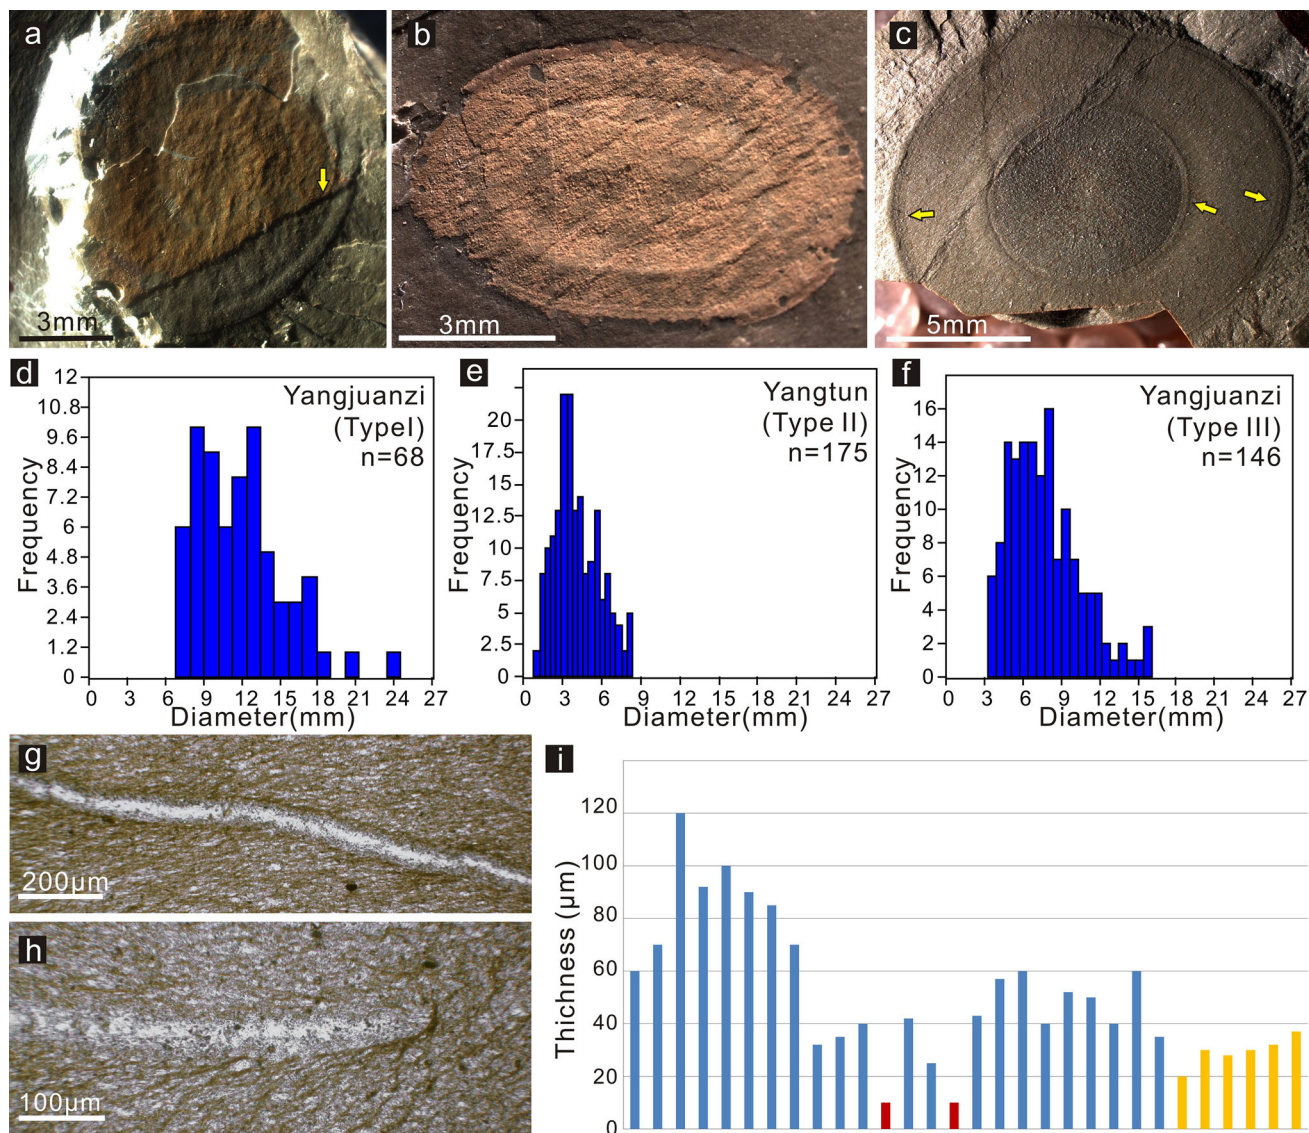 a
3mm
b
3mm
c
5mm
d
Yangjuanzi
(TypeI)
n=68
Frequency
12
10.8
9.6
8.4
7.2
6
4.8
3.6
2.4
1.2
0
0 3 6 9 12 15 18 21 24 27
Diameter(mm)
e
Yangtun
(Type II)
n=175
Frequency
20
17.5
15
12.5
10
7.5
5
2.5
0
0 3 6 9 12 15 18 21 24 27
Diameter(mm)
f
Yangjuanzi
(Type III)
n=146
Frequency
16
14
12
10
8
6
4
2
0
0 3 6 9 12 15 18 21 24 27
Diameter(mm)
g
200µm
h
100µm
i
Thichness (µm)
120
100
80
60
40
20
0